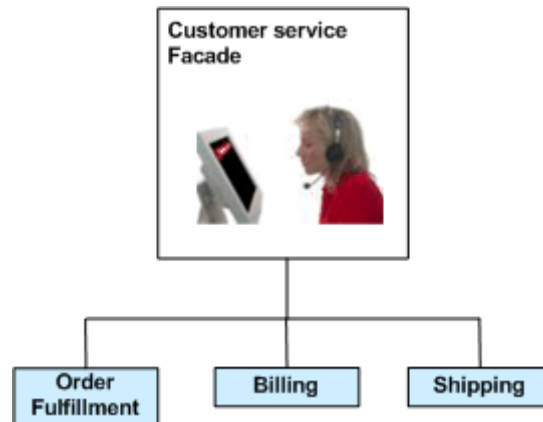 Customer service
Facade
Order
Fulfillment
Billing
Shipping